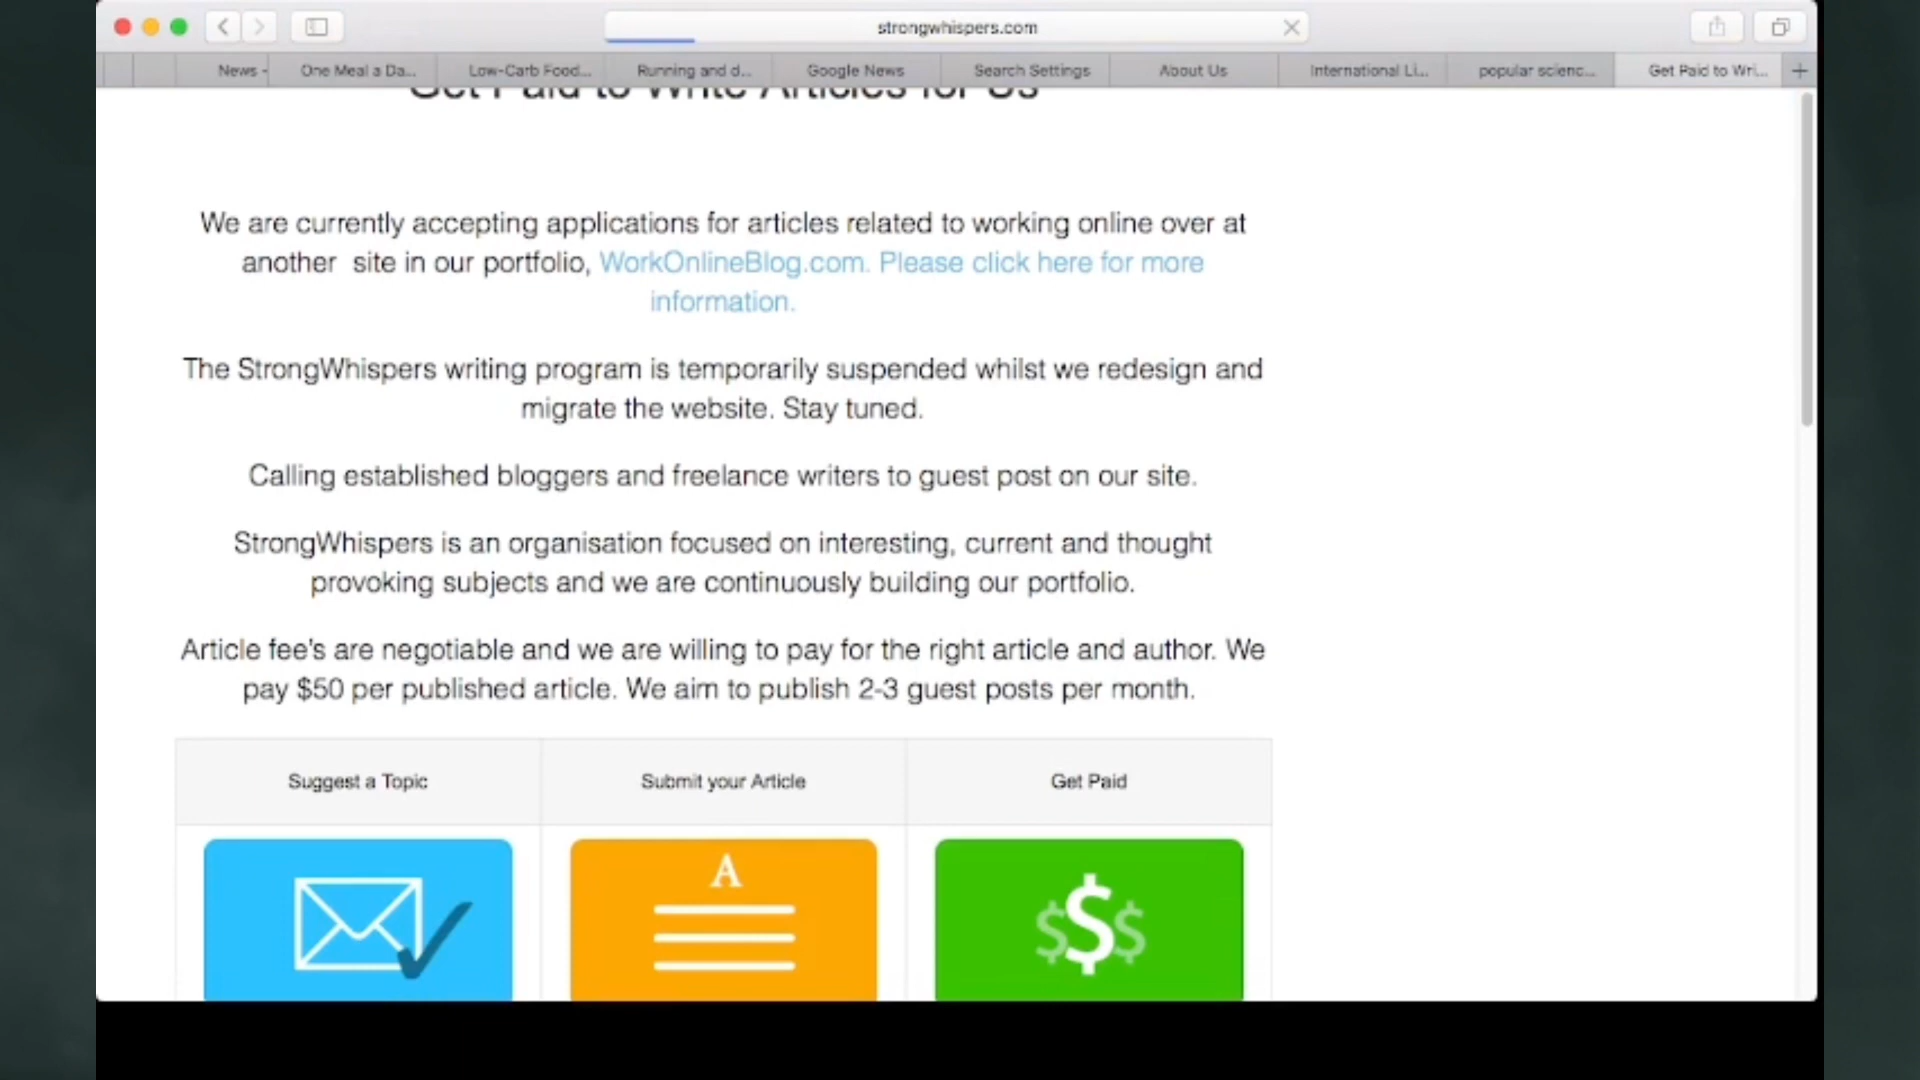 strongwhispers.com
News -
One Meal a Da...
Low-Carb Food...
Running and d...
Google News
Search Settings
About Us
International Li...
popular scienc...
Get Paid to Wri...
Get Paid to Write Articles for Us
We are currently accepting applications for articles related to working online over at
another site in our portfolio, WorkOnlineBlog.com. Please click here for more
information.
The StrongWhispers writing program is temporarily suspended whilst we redesign and
migrate the website. Stay tuned.
Calling established bloggers and freelance writers to guest post on our site.
StrongWhispers is an organisation focused on interesting, current and thought
provoking subjects and we are continuously building our portfolio.
Article fee's are negotiable and we are willing to pay for the right article and author. We
pay $50 per published article. We aim to publish 2-3 guest posts per month.
Suggest a Topic
Submit your Article
Get Paid
A
$$$